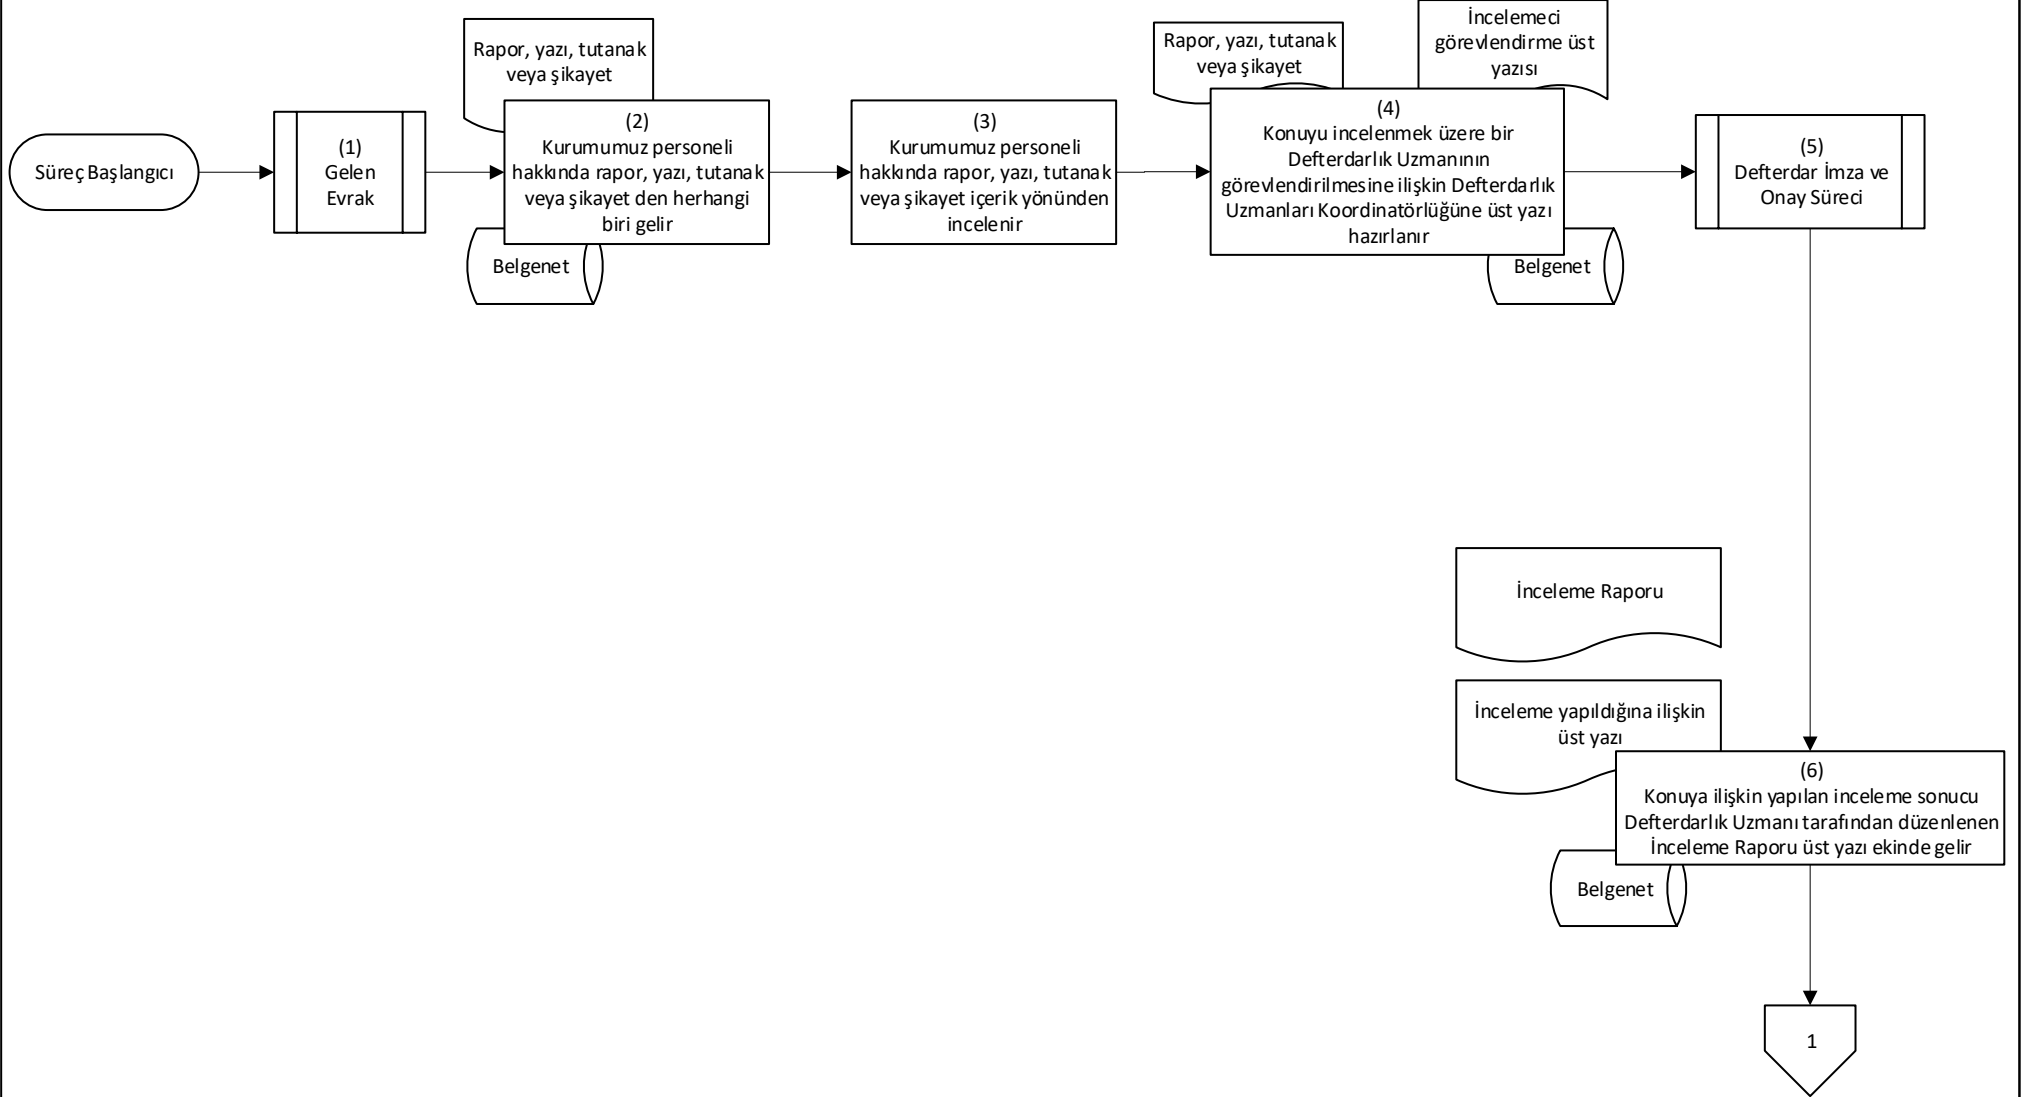 Süreç Başlangıcı
(1)
Gelen
Evrak
Rapor, yazı, tutanak
veya şikayet
(2)
Kurumumuz personeli
hakkında rapor, yazı, tutanak
veya şikayet den herhangi
biri gelir
Belgenet
(3)
Kurumumuz personeli
hakkında rapor, yazı, tutanak
veya şikayet içerik yönünden
incelenir
Rapor, yazı, tutanak
veya şikayet
İncelemeci
görevlendirme üst
yazısı
(4)
Konuyu incelenmek üzere bir
Defterdarlık Uzmanının
görevlendirilmesine ilişkin Defterdarlık
Uzmanları Koordinatörlüğüne üst yazı
hazırlanır
Belgenet
(5)
Defterdar İmza ve
Onay Süreci
İnceleme Raporu
İnceleme yapıldığına ilişkin
üst yazı
(6)
Konuya ilişkin yapılan inceleme sonucu
Defterdarlık Uzmanı tarafından düzenlenen
İnceleme Raporu üst yazı ekinde gelir
Belgenet
1